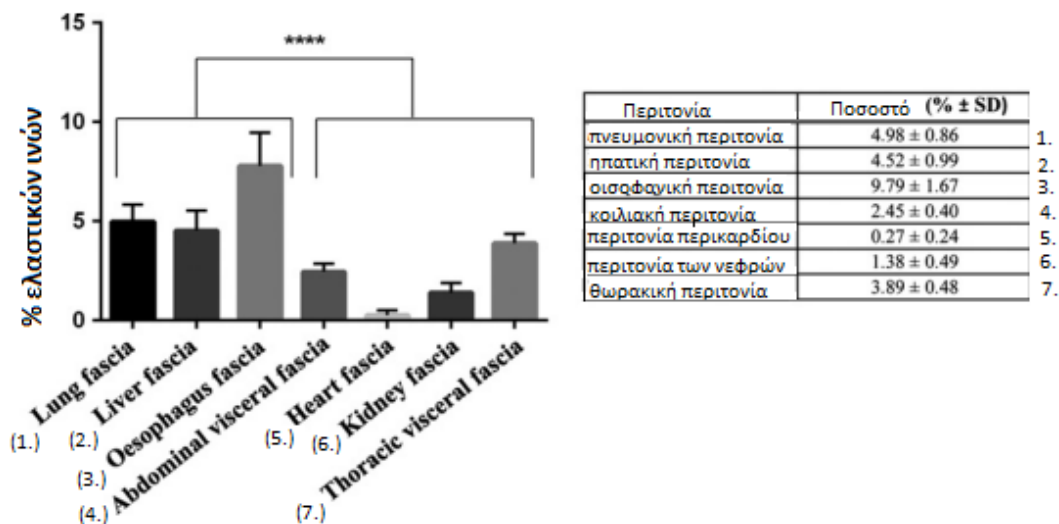 15
****
10
5
0
% ελαστικών ινών
Lung fascia
Liver fascia
Oesophagus fascia
Abdominal visceral fascia
Heart fascia
Kidney fascia
Thoracic visceral fascia
(1.)
(2.)
(3.)
(4.)
(5.)
(6.)
(7.)
Περιτονία Ποσοστό (% ± SD)
πνευμονική περιτονία 4.98 ± 0.86 1.
ηπατική περιτονία 4.52 ± 0.99 2.
οισοφαγική περιτονία 9.79 ± 1.67 3.
κοιλιακή περιτονία 2.45 ± 0.40 4.
περιτονία περικαρδίου 0.27 ± 0.24 5.
περιτονία των νεφρών 1.38 ± 0.49 6.
θωρακική περιτονία 3.89 ± 0.48 7.